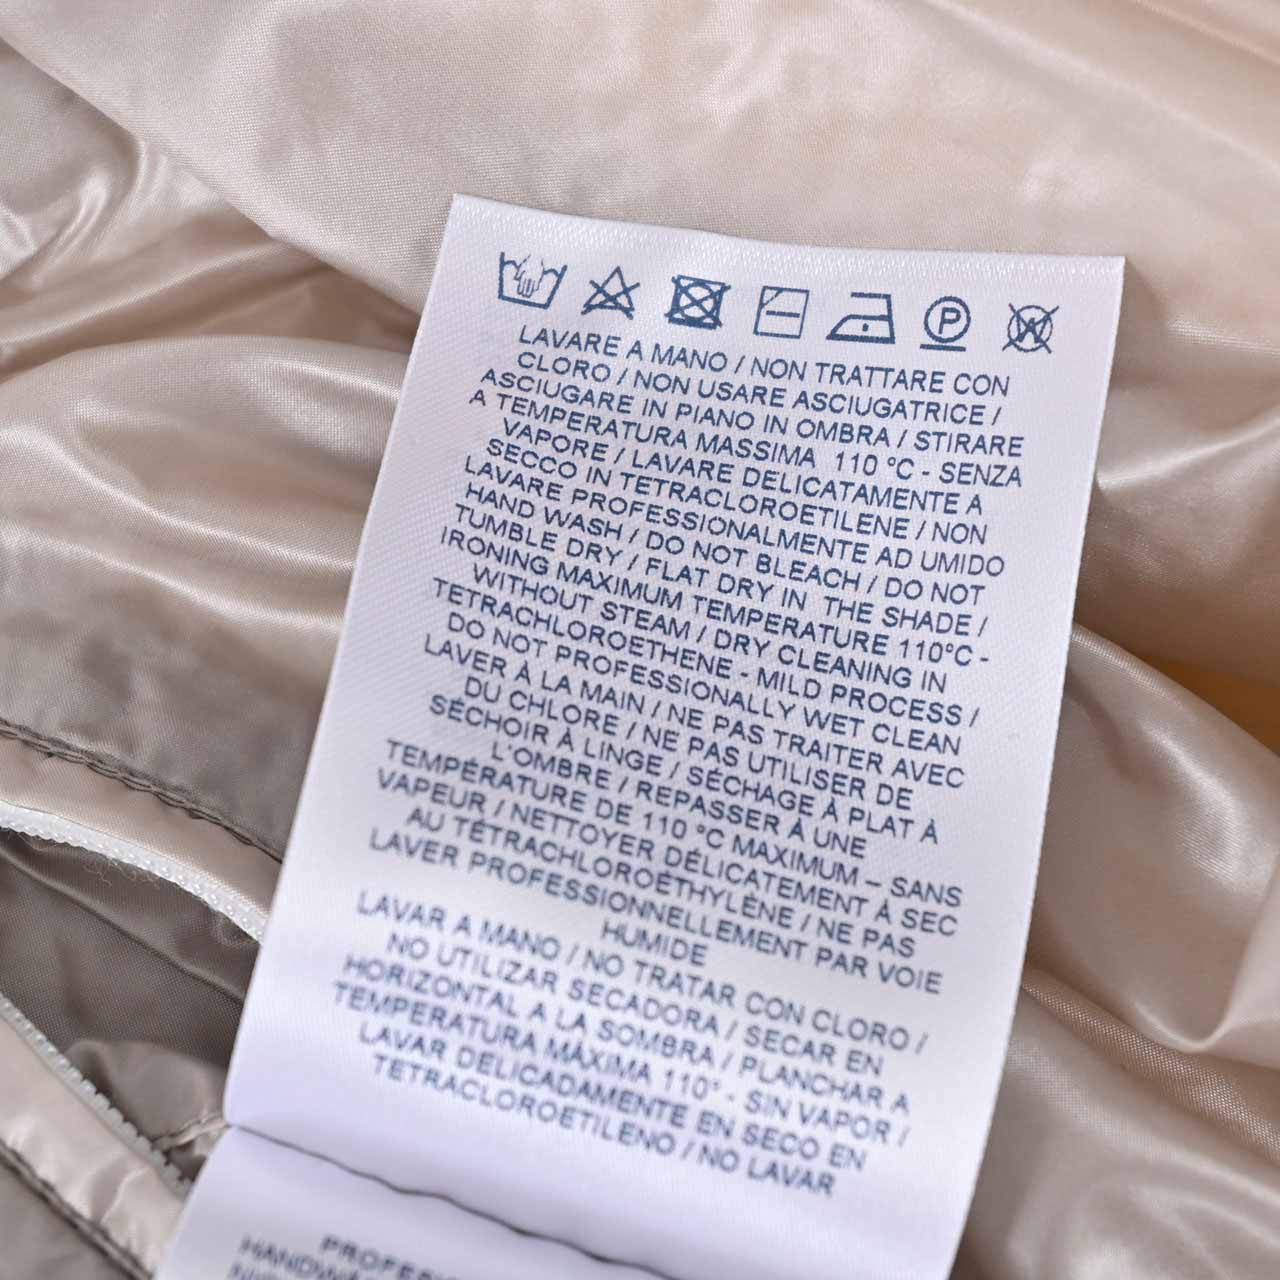 P W
LAVARE A MANO / NON TRATTARE CON
CLORO / NON USARE ASCIUGATRICE /
ASCIUGARE IN PIANO IN OMBRA / STIRARE
A TEMPERATURA MASSIMA 110 °C - SENZA
VAPORE / LAVARE DELICATAMENTE A
SECCO IN TETRACLOROETILENE / NON
LAVARE PROFESSIONALMENTE AD UMIDO
HAND WASH / DO NOT BLEACH / DO NOT
TUMBLE DRY / FLAT DRY IN THE SHADE /
IRONING MAXIMUM TEMPERATURE 110°C -
WITHOUT STEAM / DRY CLEANING IN
TETRACHLOROETHENE - MILD PROCESS /
DO NOT PROFESSIONALLY WET CLEAN
LAVER À LA MAIN / NE PAS TRAITER AVEC
DU CHLORE / NE PAS UTILISER DE
SÉCHOIR À LINGE / SÉCHAGE À PLAT À
L'OMBRE / REPASSER À UNE
TEMPÉRATURE DE 110 °C MAXIMUM – SANS
VAPEUR / NETTOYER DÉLICATEMENT À SEC
AU TÉTRACHLOROÉTHYLÈNE / NE PAS
LAVER PROFESSIONNELLEMENT PAR VOIE
HUMIDE
LAVAR A MANO / NO TRATAR CON CLORO /
NO UTILIZAR SECADORA / SECAR EN
HORIZONTAL A LA SOMBRA / PLANCHAR A
TEMPERATURA MÁXIMA 110° - SIN VAPOR /
LAVAR DELICADAMENTE EN SECO EN
TETRACLOROETILENO / NO LAVAR